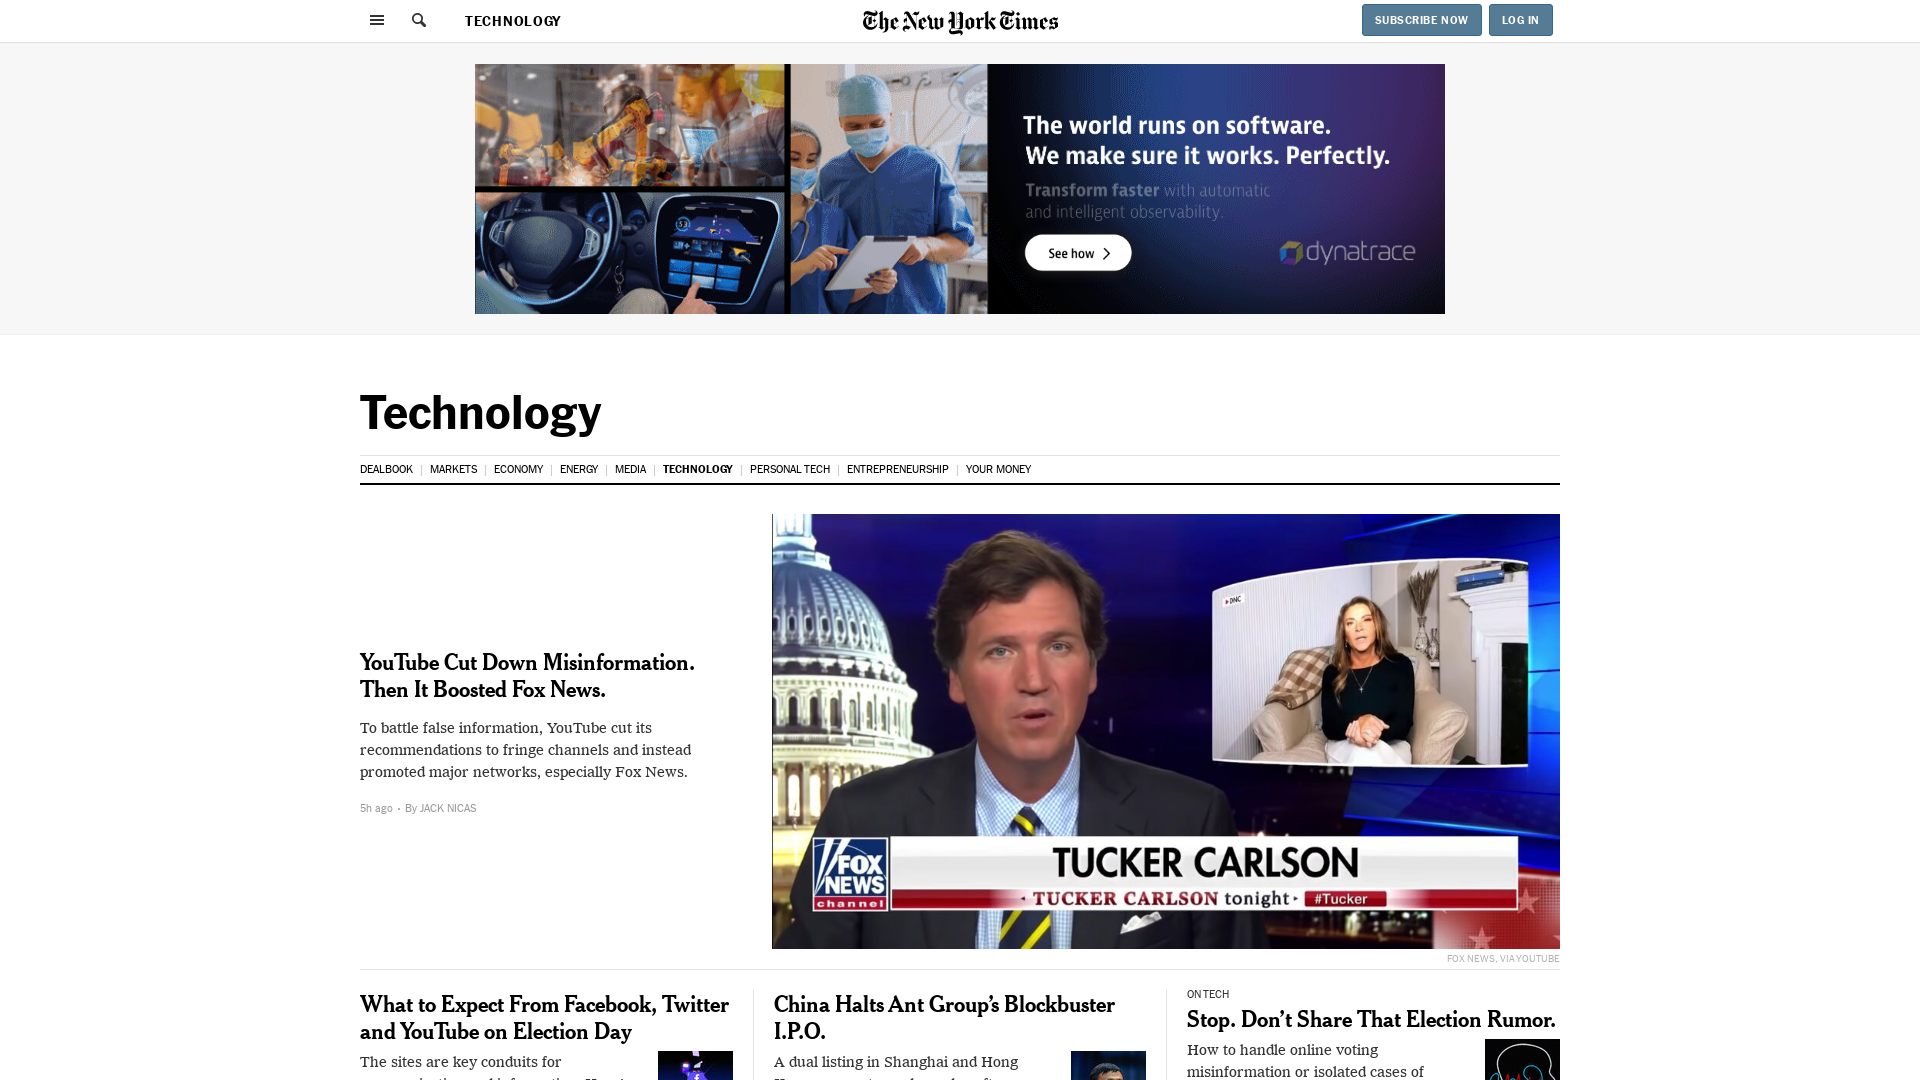 TECHNOLOGY
The New York Times
SUBSCRIBE NOW
LOG IN
The world runs on software.
We make sure it works. Perfectly.
Transform faster with automatic
and intelligent observability.
See how
dynatrace
Technology
DEALBOOK
MARKETS
ECONOMY
ENERGY
MEDIA
TECHNOLOGY
PERSONAL TECH
ENTREPRENEURSHIP
YOUR MONEY
YouTube Cut Down Misinformation.
Then It Boosted Fox News.
To battle false information, YouTube cut its
recommendations to fringe channels and instead
promoted major networks, especially Fox News.
5h ago · By JACK NICAS
DNC
FOX
NEWS
channel
TUCKER CARLSON
TUCKER CARLSON tonight
#Tucker
FOX NEWS, VIA YOUTUBE
What to Expect From Facebook, Twitter
and YouTube on Election Day
The sites are key conduits for
China Halts Ant Group's Blockbuster
I.P.O.
A dual listing in Shanghai and Hong
ON TECH
Stop. Don't Share That Election Rumor.
How to handle online voting
misinformation or isolated cases of